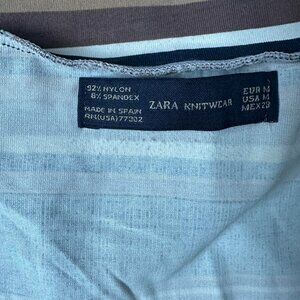 92% NYLON
8% SPANDEX
MADE IN SPAIN
RN(USA)77302
ZARA KNITWEAR
EUR M
USA M
MEX 28